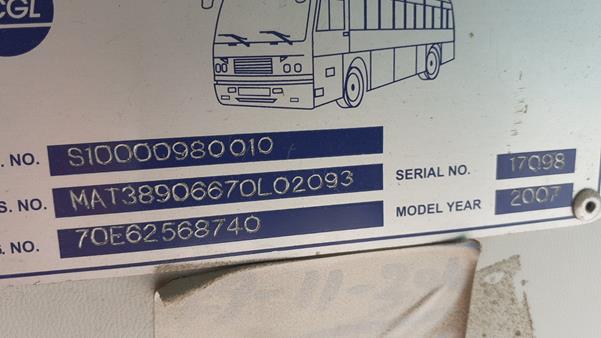 CGL
. NO. S10000980010
S. NO. MAT38906670L02093
G. NO. 70E62568740
SERIAL NO. 17098
MODEL YEAR 2007